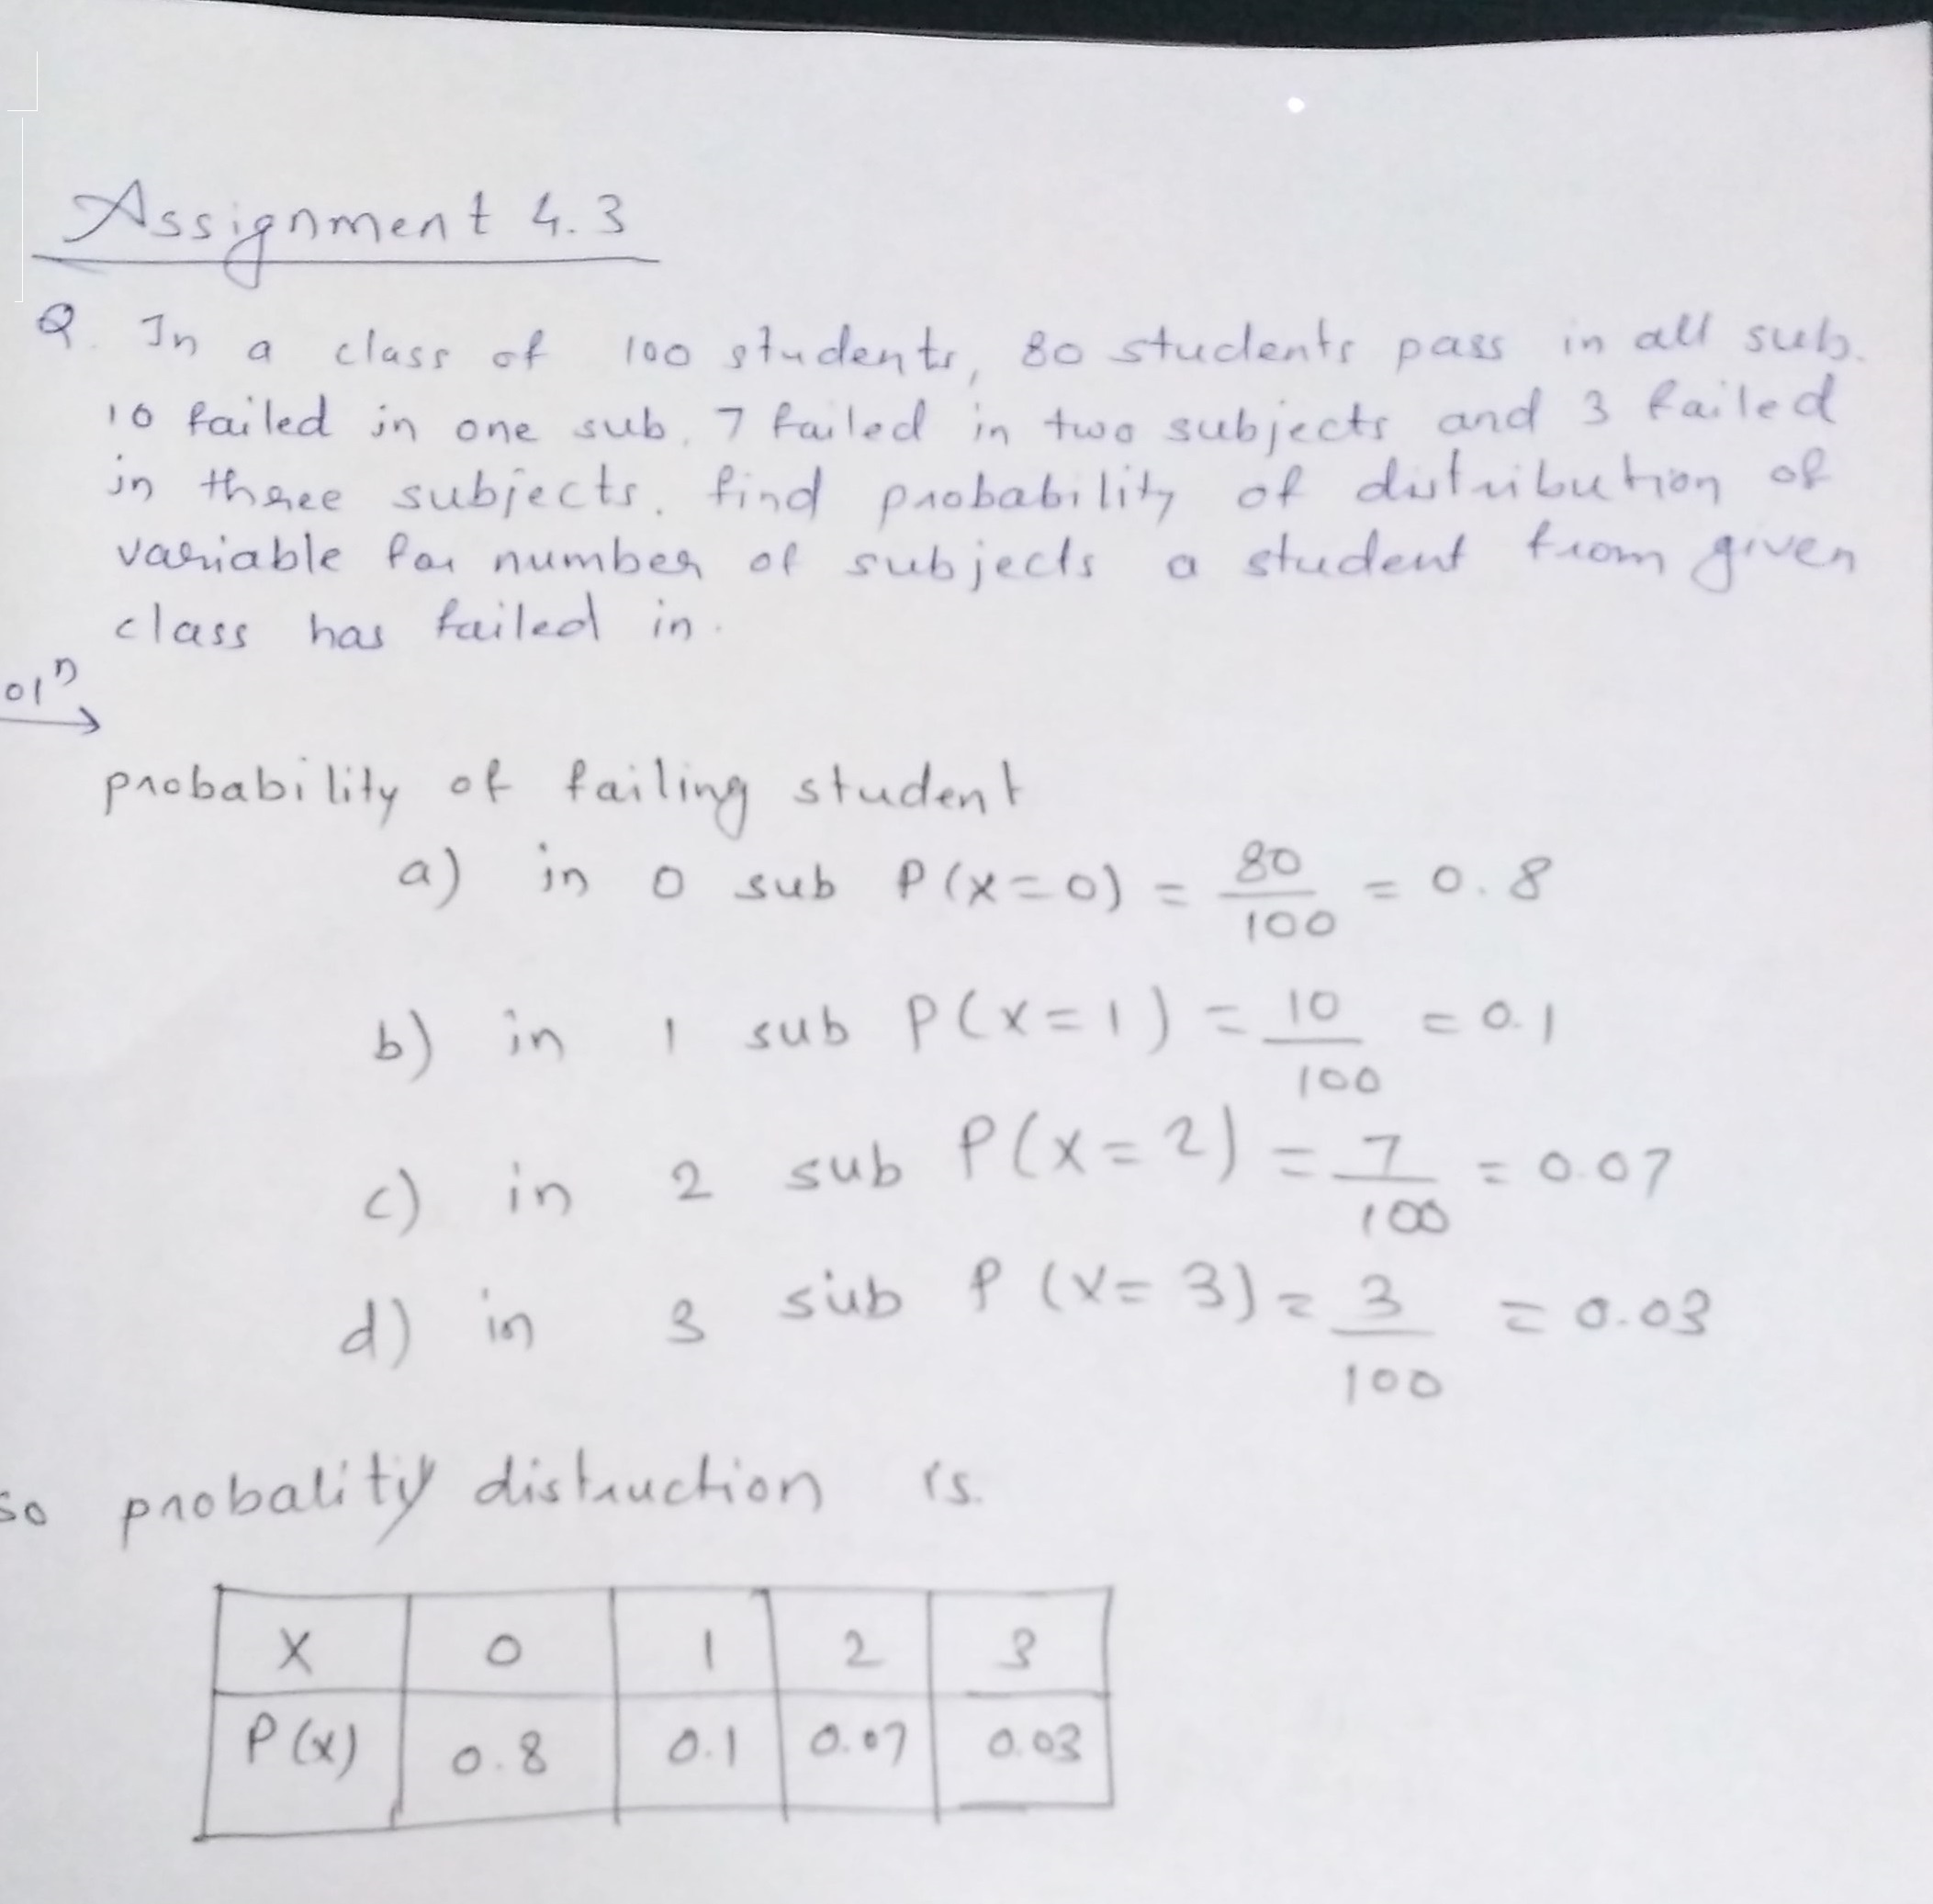 Assignment 4.3
Q. In a class of 100 students, 80 students pass in all sub.
10 failed in one sub, 7 failed in two subjects and 3 failed
in three subjects. find probability of distribution of
variable for number of subjects a student from given
class has failed in.
olⁿ
probability of failing student
a) in 0 sub P(x=0) = 80/100 = 0.8
b) in 1 sub P(x=1) = 10/100 = 0.1
c) in 2 sub P(x=2) = 7/100 = 0.07
d) in 3 sub P(x=3) = 3/100 = 0.03
so probality distruction is.
X 0 1 2 3
P(x) 0.8 0.1 0.07 0.03